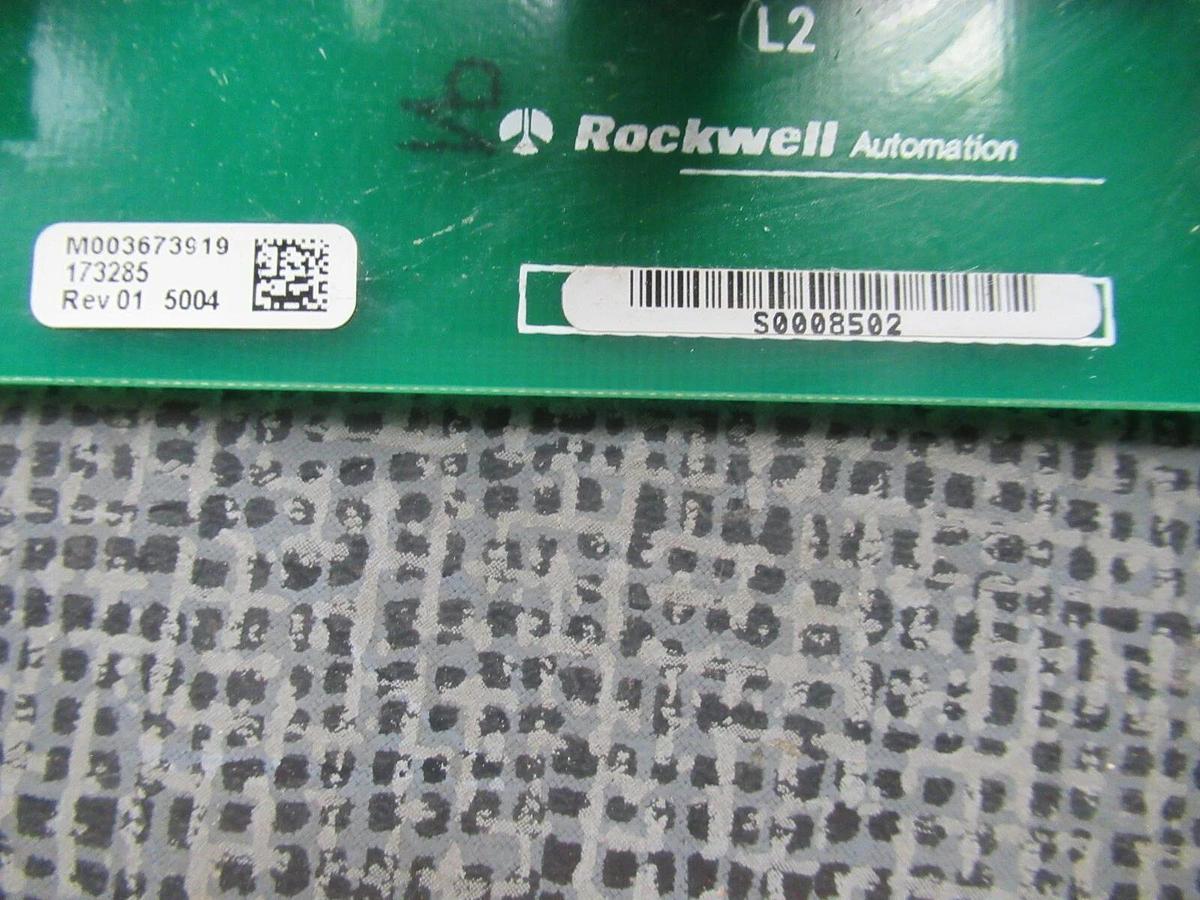 L2
Rockwell Automation
M003673919
173285
Rev 01 5004
S0008502